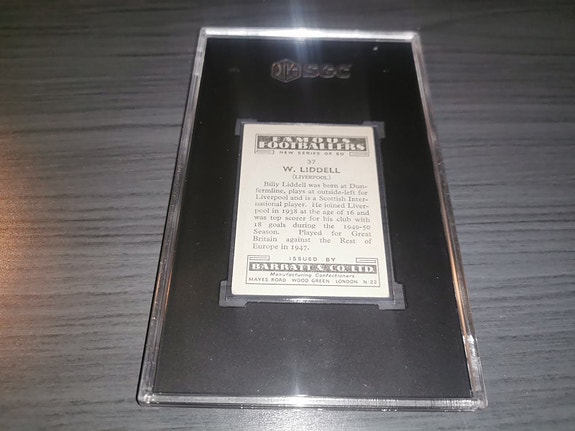 SGC
FAMOUS
FOOTBALLERS
NEW SERIES OF 50
37
W. LIDDELL
(LIVERPOOL)
Billy Liddell was born at Dun-
fermline, plays at outside-left for
Liverpool and is a Scottish Inter-
national player. He joined Liver-
pool in 1938 at the age of 16 and
was top scorer for his club with
18 goals during the 1949-50
Season. Played for Great
Britain against the Rest of
Europe in 1947.
ISSUED BY
BARRATT & CO. LTD.
Manufacturing Confectioners
MAYES ROAD WOOD GREEN LONDON N.22